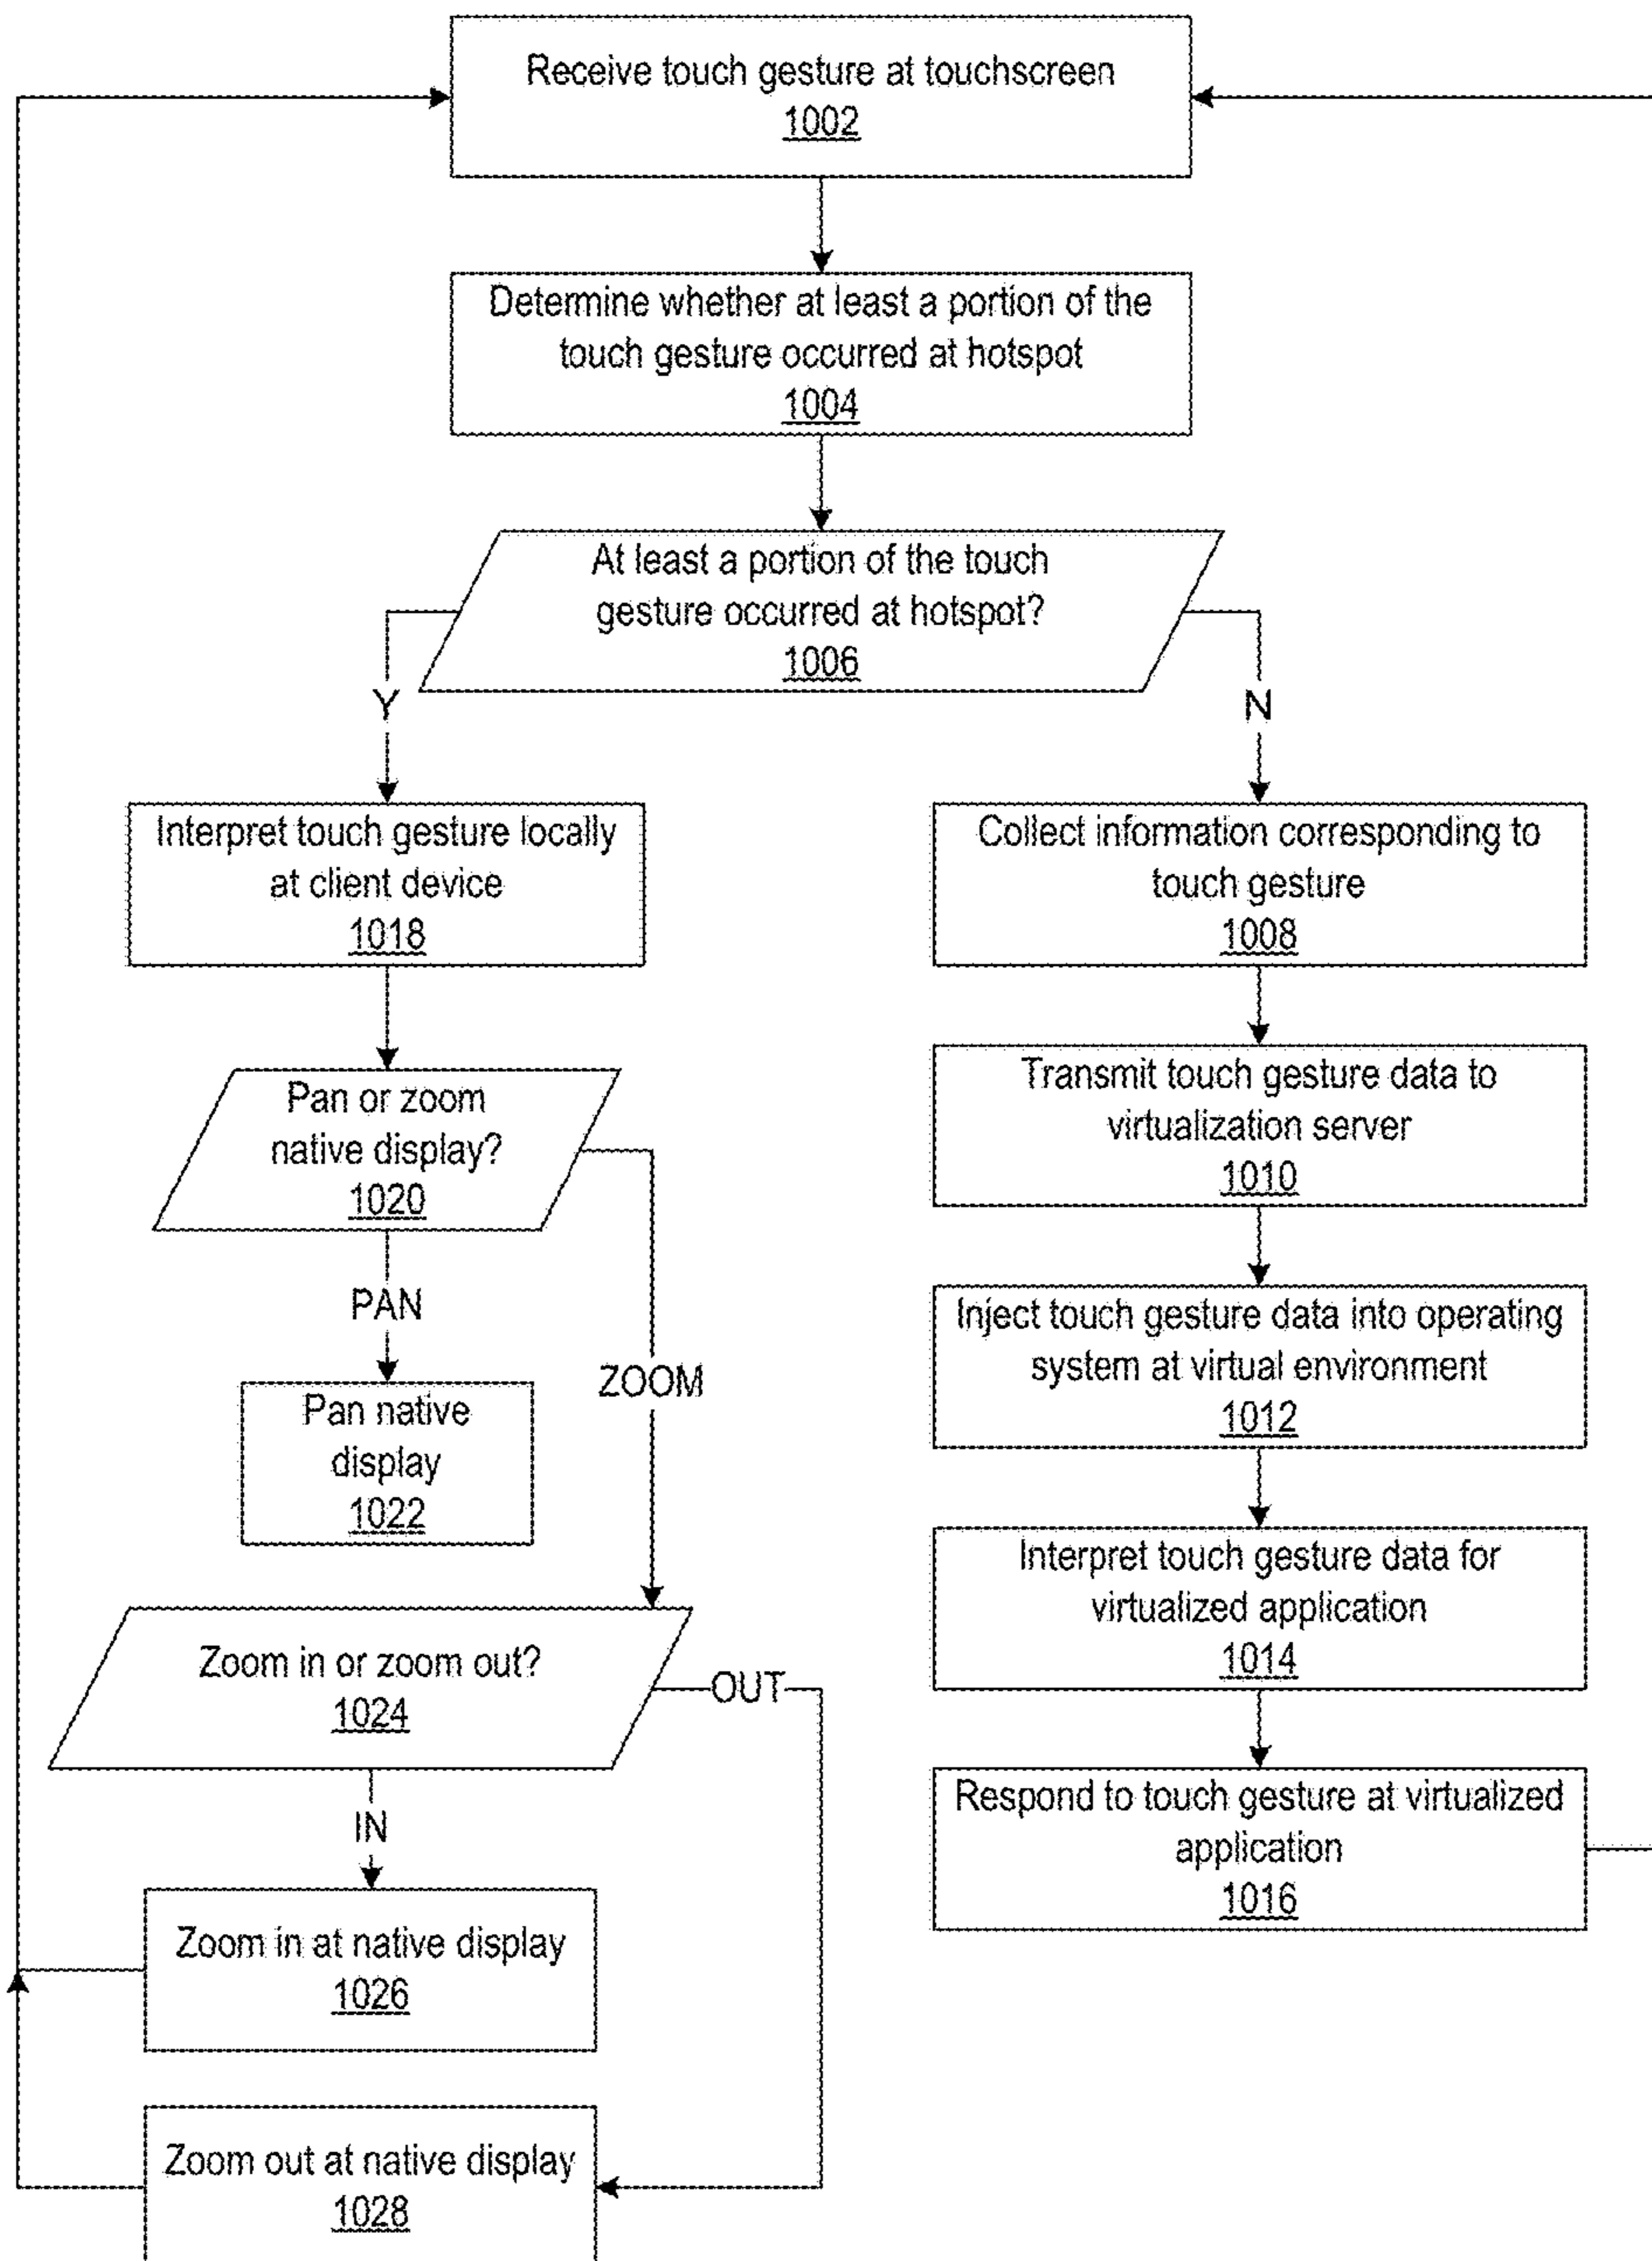 Receive touch gesture at touchscreen
1002
Determine whether at least a portion of the
touch gesture occurred at hotspot
1004
At least a portion of the touch
gesture occurred at hotspot?
1006
Y
N
Interpret touch gesture locally
at client device
1018
Pan or zoom
native display?
1020
PAN
ZOOM
Pan native
display
1022
Zoom in or zoom out?
1024
OUT
IN
Zoom in at native display
1026
Zoom out at native display
1028
Collect information corresponding to
touch gesture
1008
Transmit touch gesture data to
virtualization server
1010
Inject touch gesture data into operating
system at virtual environment
1012
Interpret touch gesture data for
virtualized application
1014
Respond to touch gesture at virtualized
application
1016